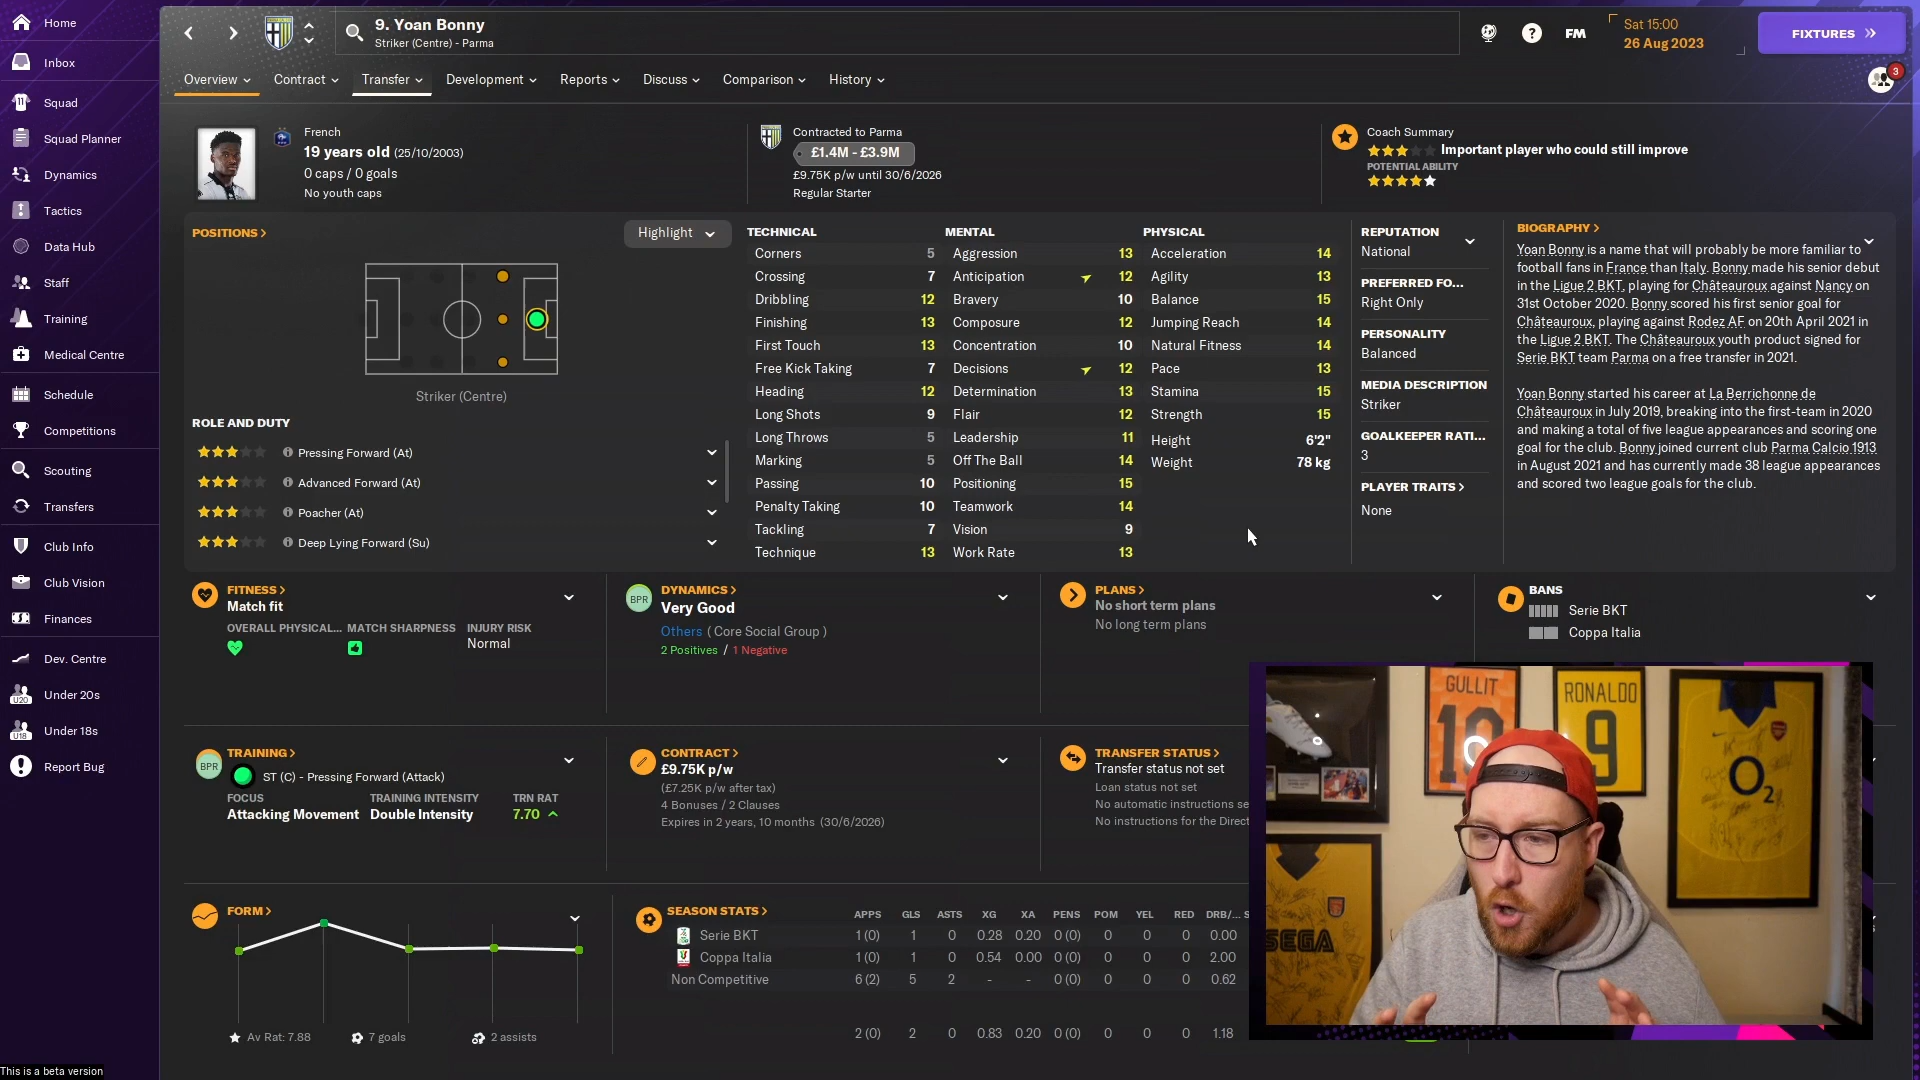 Home
Inbox
Squad
Squad Planner
Dynamics
Tactics
Data Hub
Staff
Training
Medical Centre
Schedule
Competitions
Scouting
Transfers
Club Info
Club Vision
Finances
Dev. Centre
Under 20s
Under 18s
Report Bug
This is a beta version
9. Yoan Bonny
Striker (Centre) - Parma
FM
Sat 15:00
26 Aug 2023
FIXTURES
3
Overview Contract Transfer Development Reports Discuss Comparison History
French
19 years old (25/10/2003)
0 caps / 0 goals
No youth caps
Contracted to Parma
£1.4M - £3.9M
£9.75K p/w until 30/6/2026
Regular Starter
Coach Summary
Important player who could still improve
POTENTIAL ABILITY
POSITIONS >
Highlight
Striker (Centre)
ROLE AND DUTY
Pressing Forward (At)
Advanced Forward (At)
Poacher (At)
Deep Lying Forward (Su)
TECHNICAL
Corners 5
Crossing 7
Dribbling 12
Finishing 13
First Touch 13
Free Kick Taking 7
Heading 12
Long Shots 9
Long Throws 5
Marking 5
Passing 10
Penalty Taking 10
Tackling 7
Technique 13
MENTAL
Aggression 13
Anticipation 12
Bravery 10
Composure 12
Concentration 10
Decisions 12
Determination 13
Flair 12
Leadership 11
Off The Ball 14
Positioning 15
Teamwork 14
Vision 9
Work Rate 13
PHYSICAL
Acceleration 14
Agility 13
Balance 15
Jumping Reach 14
Natural Fitness 14
Pace 13
Stamina 15
Strength 15
Height 6'2"
Weight 78 kg
REPUTATION
National
PREFERRED FO...
Right Only
PERSONALITY
Balanced
MEDIA DESCRIPTION
Striker
GOALKEEPER RATI...
3
PLAYER TRAITS >
None
BIOGRAPHY >
Yoan Bonny is a name that will probably be more familiar to
football fans in France than Italy. Bonny made his senior debut
in the Ligue 2 BKT, playing for Châteauroux against Nancy on
31st October 2020. Bonny scored his first senior goal for
Châteauroux, playing against Rodez AF on 20th April 2021 in
the Ligue 2 BKT. The Châteauroux youth product signed for
Serie BKT team Parma on a free transfer in 2021.
Yoan Bonny started his career at La Berrichonne de
Châteauroux in July 2019, breaking into the first-team in 2020
and making a total of five league appearances and scoring one
goal for the club. Bonny joined current club Parma Calcio 1913
in August 2021 and has currently made 38 league appearances
and scored two league goals for the club.
FITNESS >
Match fit
OVERALL PHYSICAL... MATCH SHARPNESS INJURY RISK
Normal
BPR
DYNAMICS >
Very Good
Others ( Core Social Group )
2 Positives / 1 Negative
PLANS >
No short term plans
No long term plans
BANS
Serie BKT
Coppa Italia
BPR
TRAINING >
ST (C) - Pressing Forward (Attack)
FOCUS TRAINING INTENSITY TRN RAT
Attacking Movement Double Intensity 7.70
CONTRACT >
£9.75K p/w
(£7.25K p/w after tax)
4 Bonuses / 2 Clauses
Expires in 2 years, 10 months (30/6/2026)
TRANSFER STATUS >
Transfer status not set
Loan status not set
No automatic instructions se
No instructions for the Direct
FORM >
Av Rat: 7.88 7 goals 2 assists
SEASON STATS >
APPS GLS ASTS XG XA PENS POM YEL RED DRB/... S
Serie BKT 1 (0) 1 0 0.28 0.20 0 (0) 0 0 0 0.00
Coppa Italia 1 (0) 1 0 0.54 0.00 0 (0) 0 0 0 2.00
Non Competitive 6 (2) 5 2 - - 0 (0) 0 0 0 0.62
2 (0) 2 0 0.83 0.20 0 (0) 0 0 0 1.18
GULLIT
10
RONALDO
9
O2
SEGA